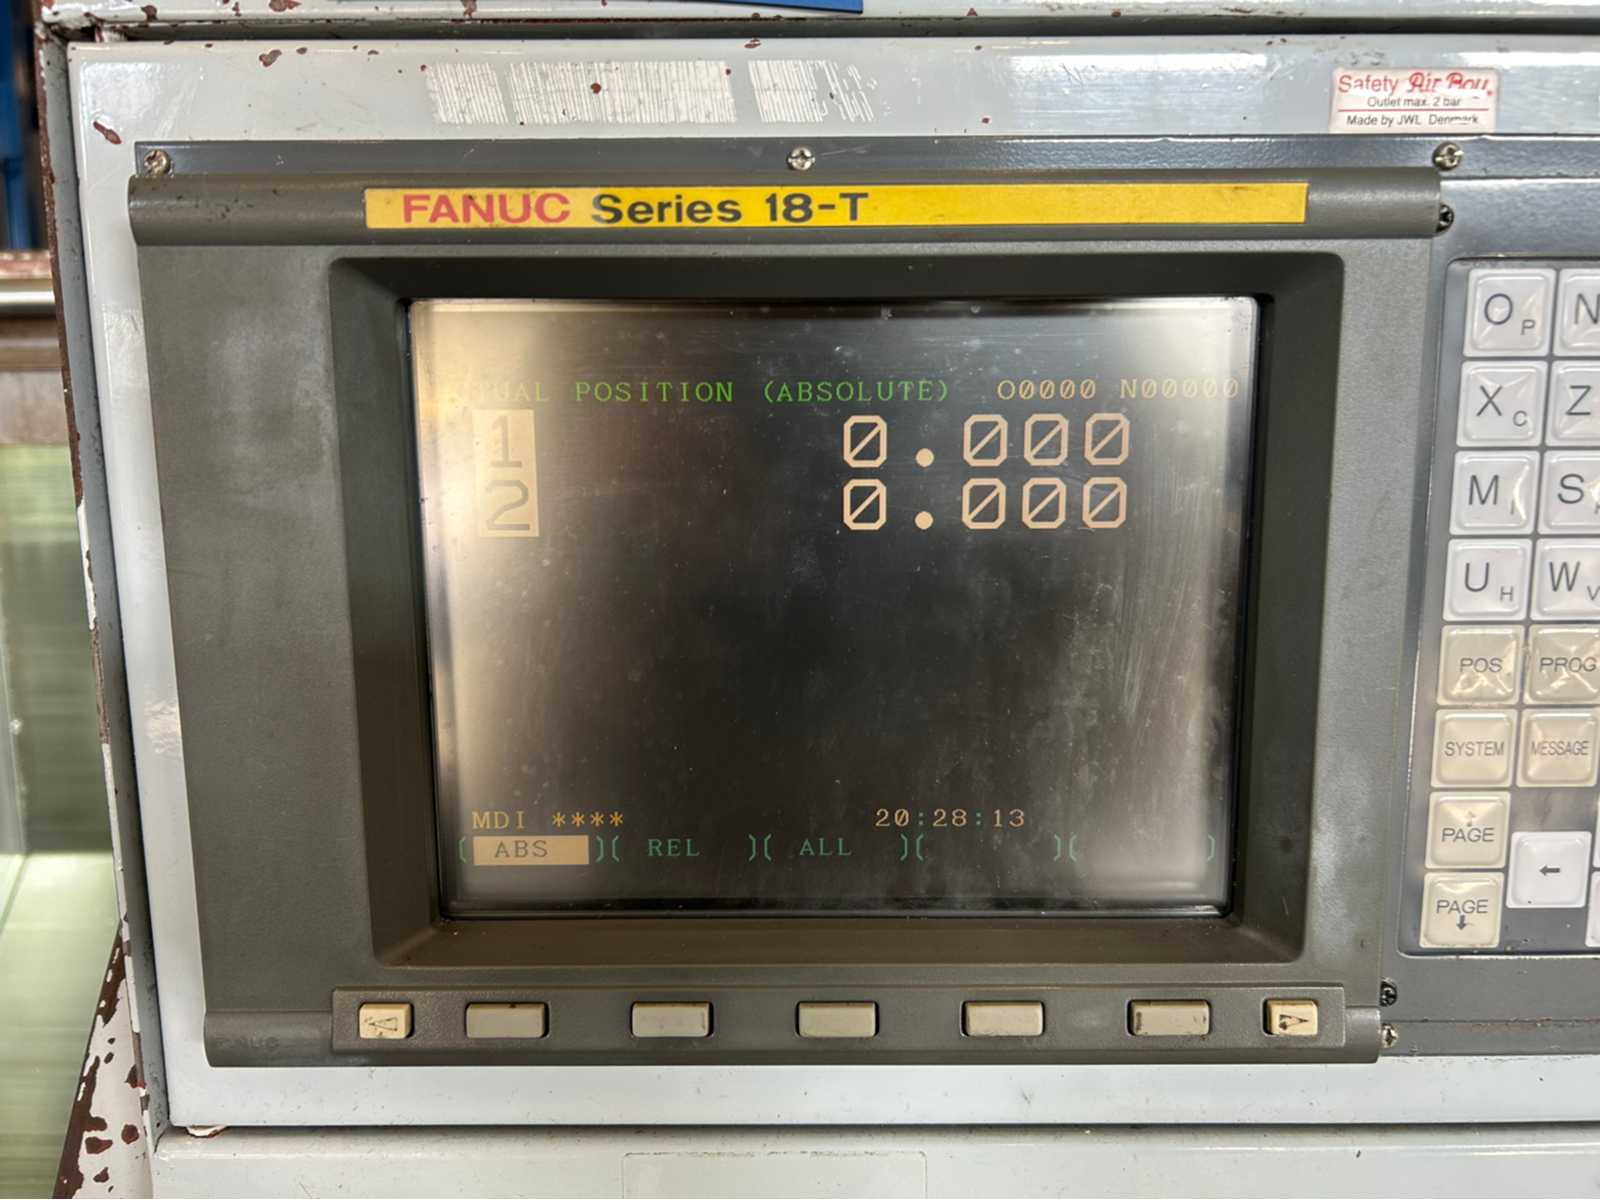 Safety Air Boy
Outlet max. 2 bar
Made by JWL Denmark
FANUC Series 18-T
POSITION (ABSOLUTE) O0000 N00000
1 0.000
2 0.000
MDI **** 20:28:13
( ABS )( REL )( ALL )( )( )
O P N
X C Z
M I S
U H W V
POS PROG
SYSTEM MESSAGE
↑
PAGE
←
PAGE
↓